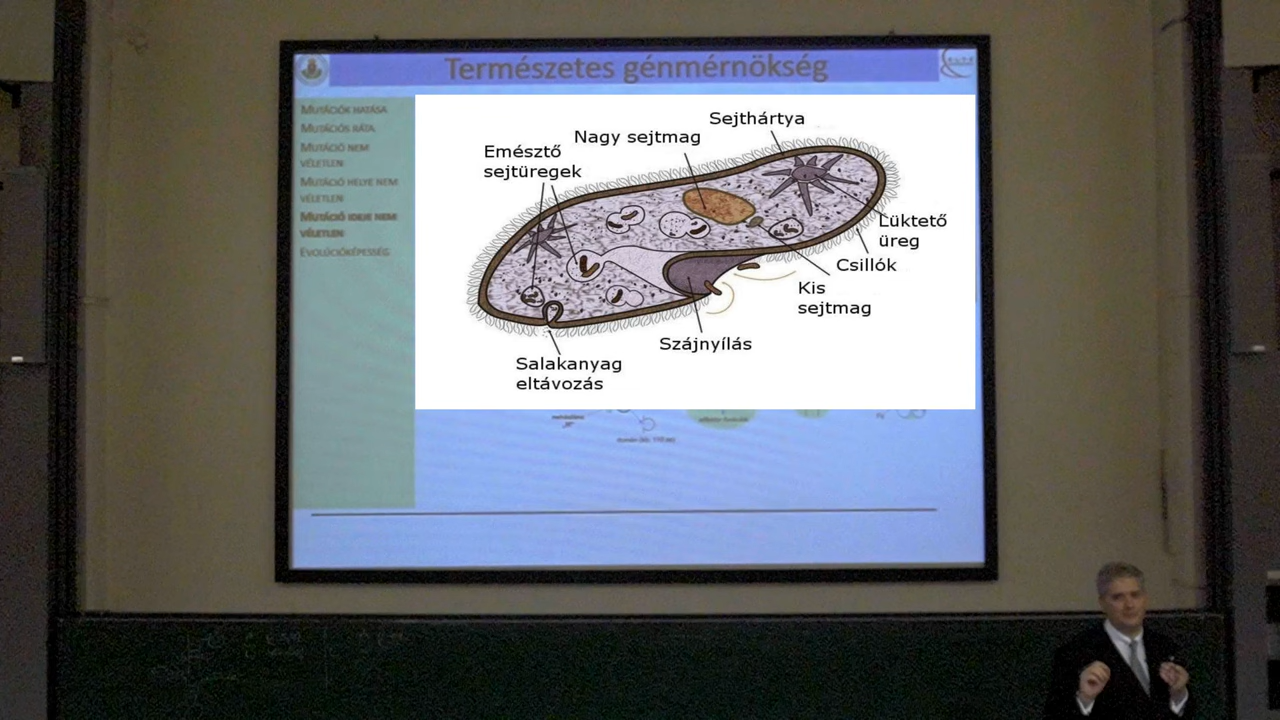 Természetes génmérnökség
MUTÁCIÓK HATÁSA
MUTÁCIÓS RÁTA
MUTÁCIÓ NEM
VÉLETLEN
MUTÁCIÓ HELYE NEM
VÉLETLEN
MUTÁCIÓ IDEJE NEM
VÉLETLEN
EVOLÚCIÓKÉPESSÉG
Sejthártya
Nagy sejtmag
Emésztő
sejtüregek
Lüktető
üreg
Csillók
Kis
sejtmag
Szájnyílás
Salakanyag
eltávozás